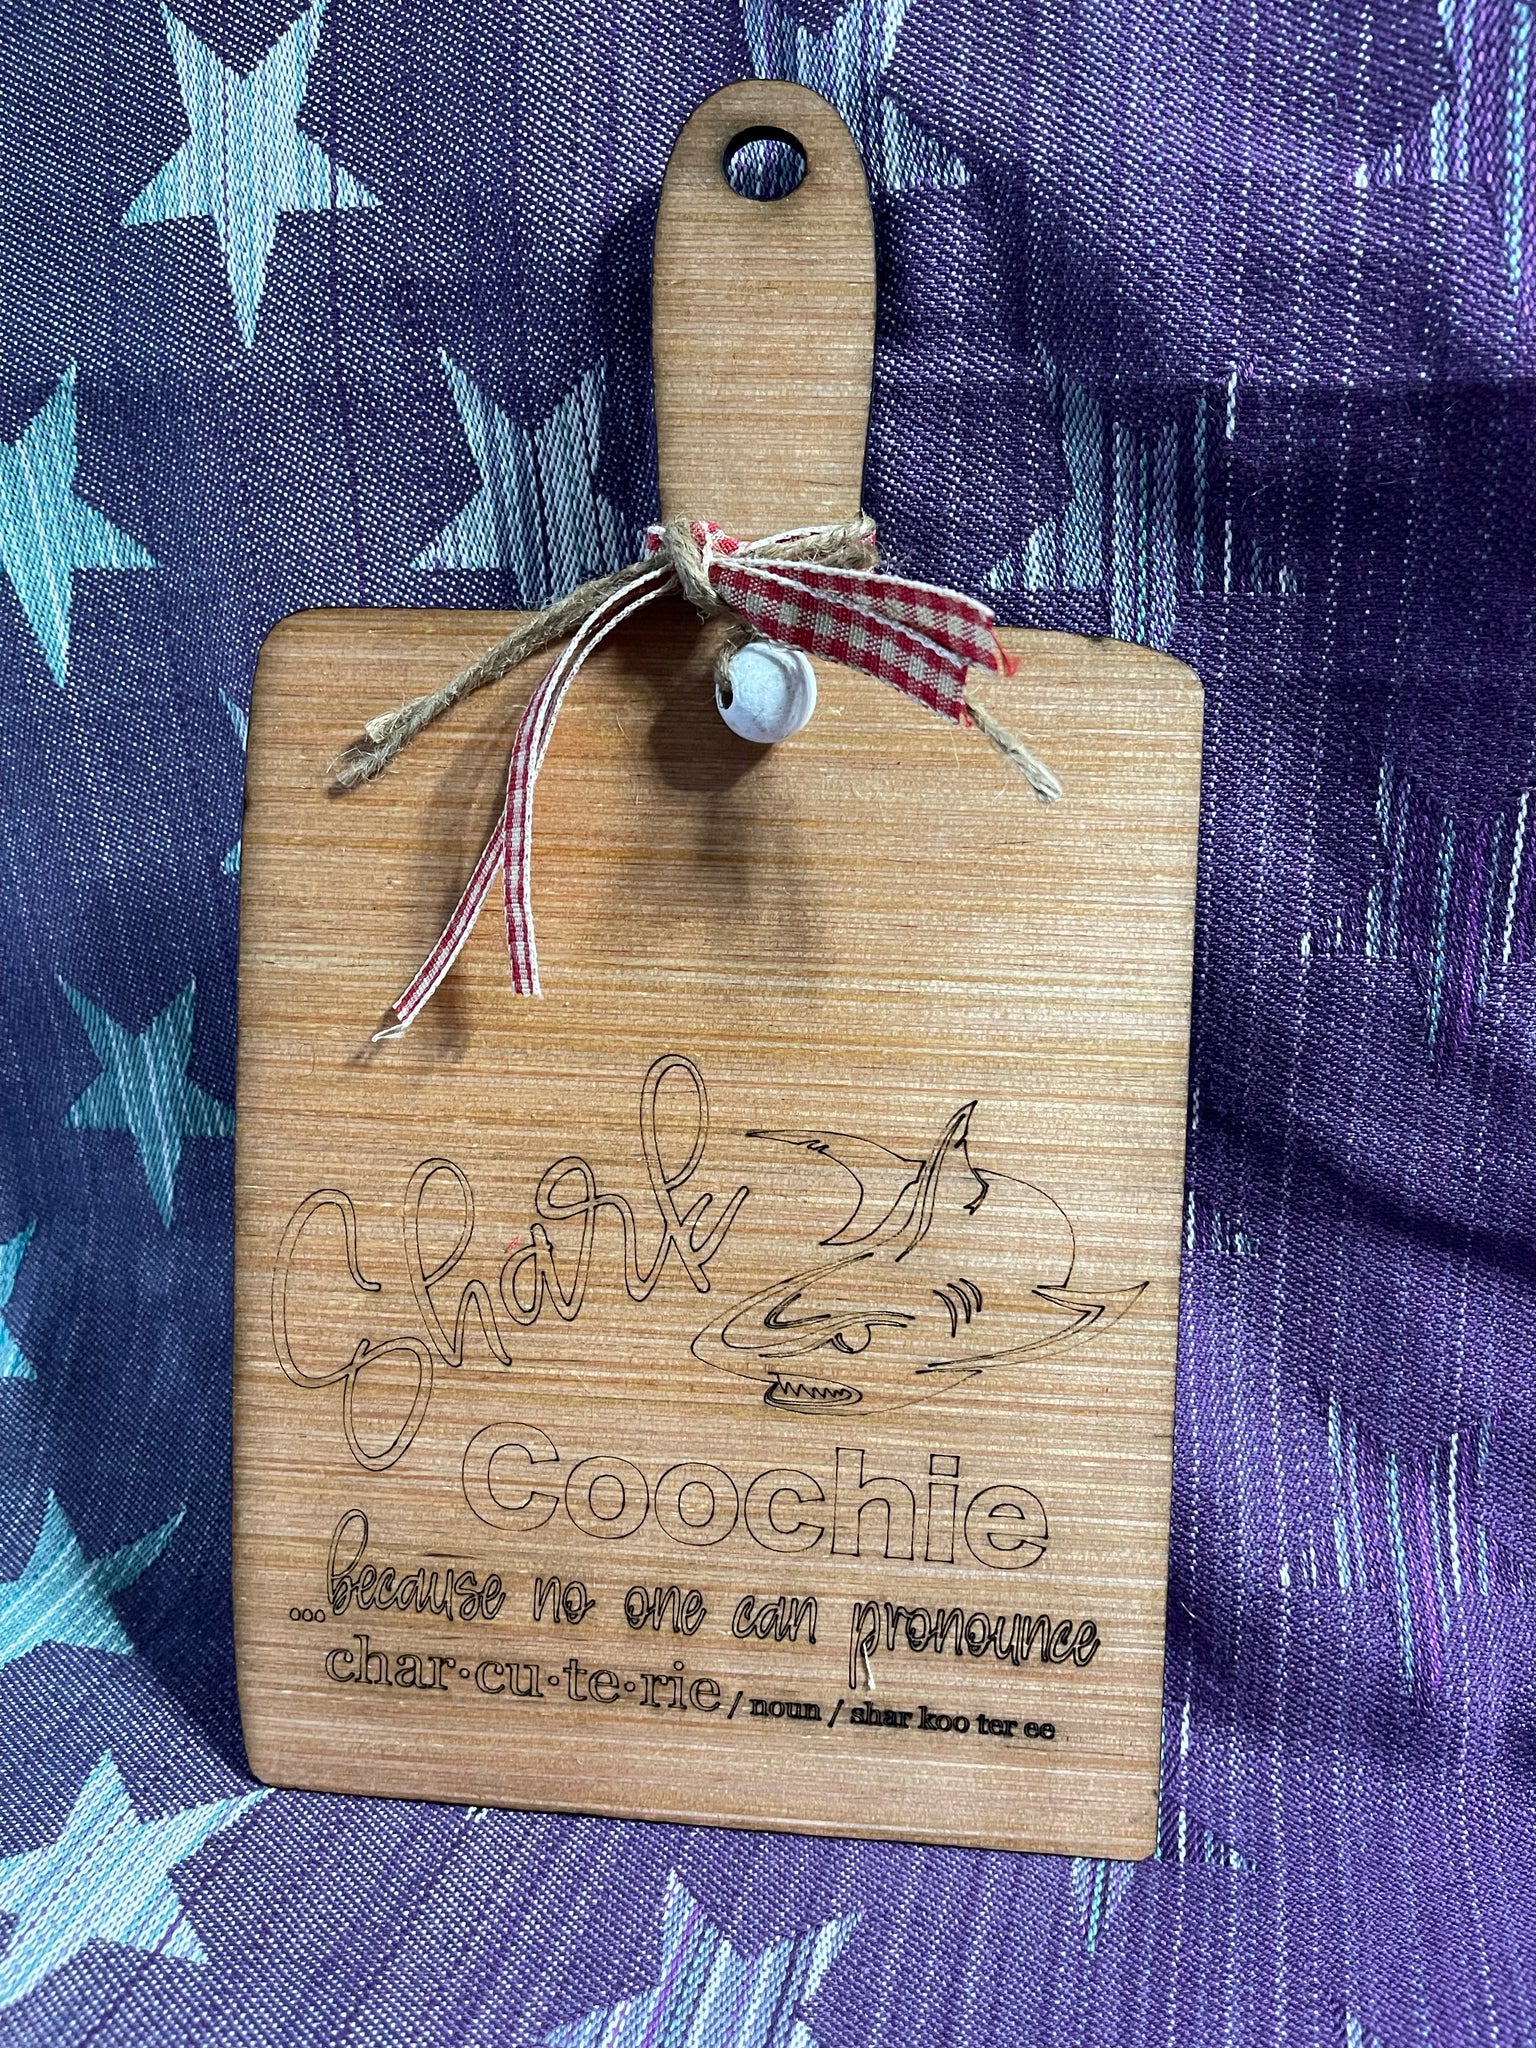 Shark
Coochie
...because no one can pronounce
char·cu·te·rie / noun / shar koo ter ee